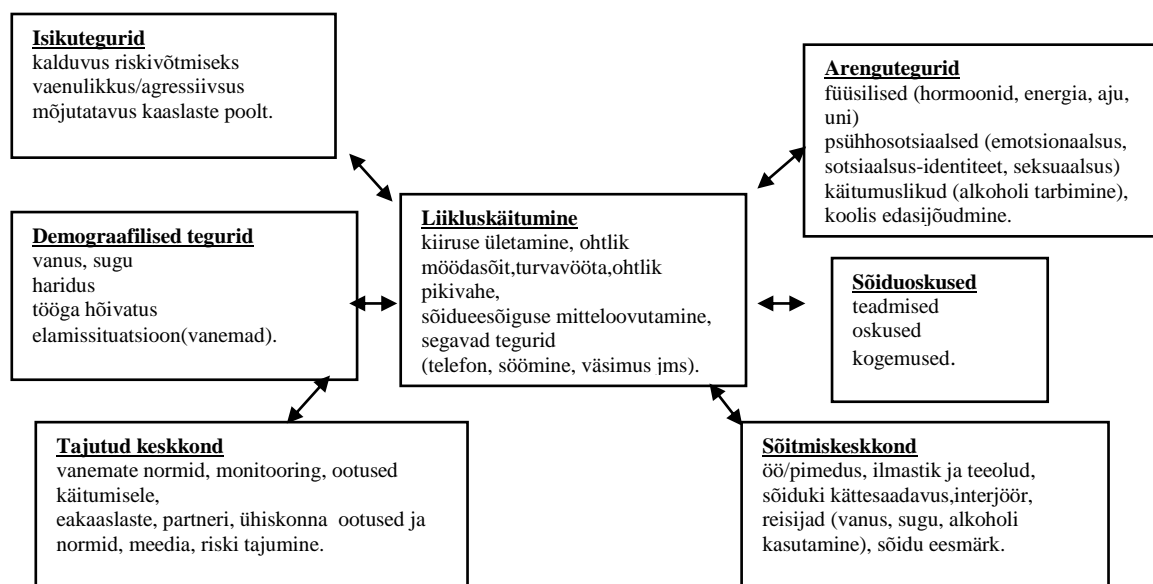 Isikutegurid
kalduvus riskivõtmiseks
vaenulikkus/agressiivsus
mõjutatavus kaaslaste poolt.
Arengutegurid
füüsilised (hormoonid, energia, aju,
uni)
psühhosotsiaalsed (emotsionaalsus,
sotsiaalsus-identiteet, seksuaalsus)
käitumuslikud (alkoholi tarbimine),
koolis edasijõudmine.
Demograafilised tegurid
vanus, sugu
haridus
tööga hõivatus
elamissituatsioon(vanemad).
Liikluskäitumine
kiiruse ületamine, ohtlik
möödasõit,turvavööta,ohtlik
pikivahe,
sõidueesõiguse mitteloovutamine,
segavad tegurid
(telefon, söömine, väsimus jms).
Sõiduoskused
teadmised
oskused
kogemused.
Tajutud keskkond
vanemate normid, monitooring, ootused
käitumisele,
eakaaslaste, partneri, ühiskonna ootused ja
normid, meedia, riski tajumine.
Sõitmiskeskkond
öö/pimedus, ilmastik ja teeolud,
sõiduki kättesaadavus,interjöör,
reisijad (vanus, sugu, alkoholi
kasutamine), sõidu eesmärk.